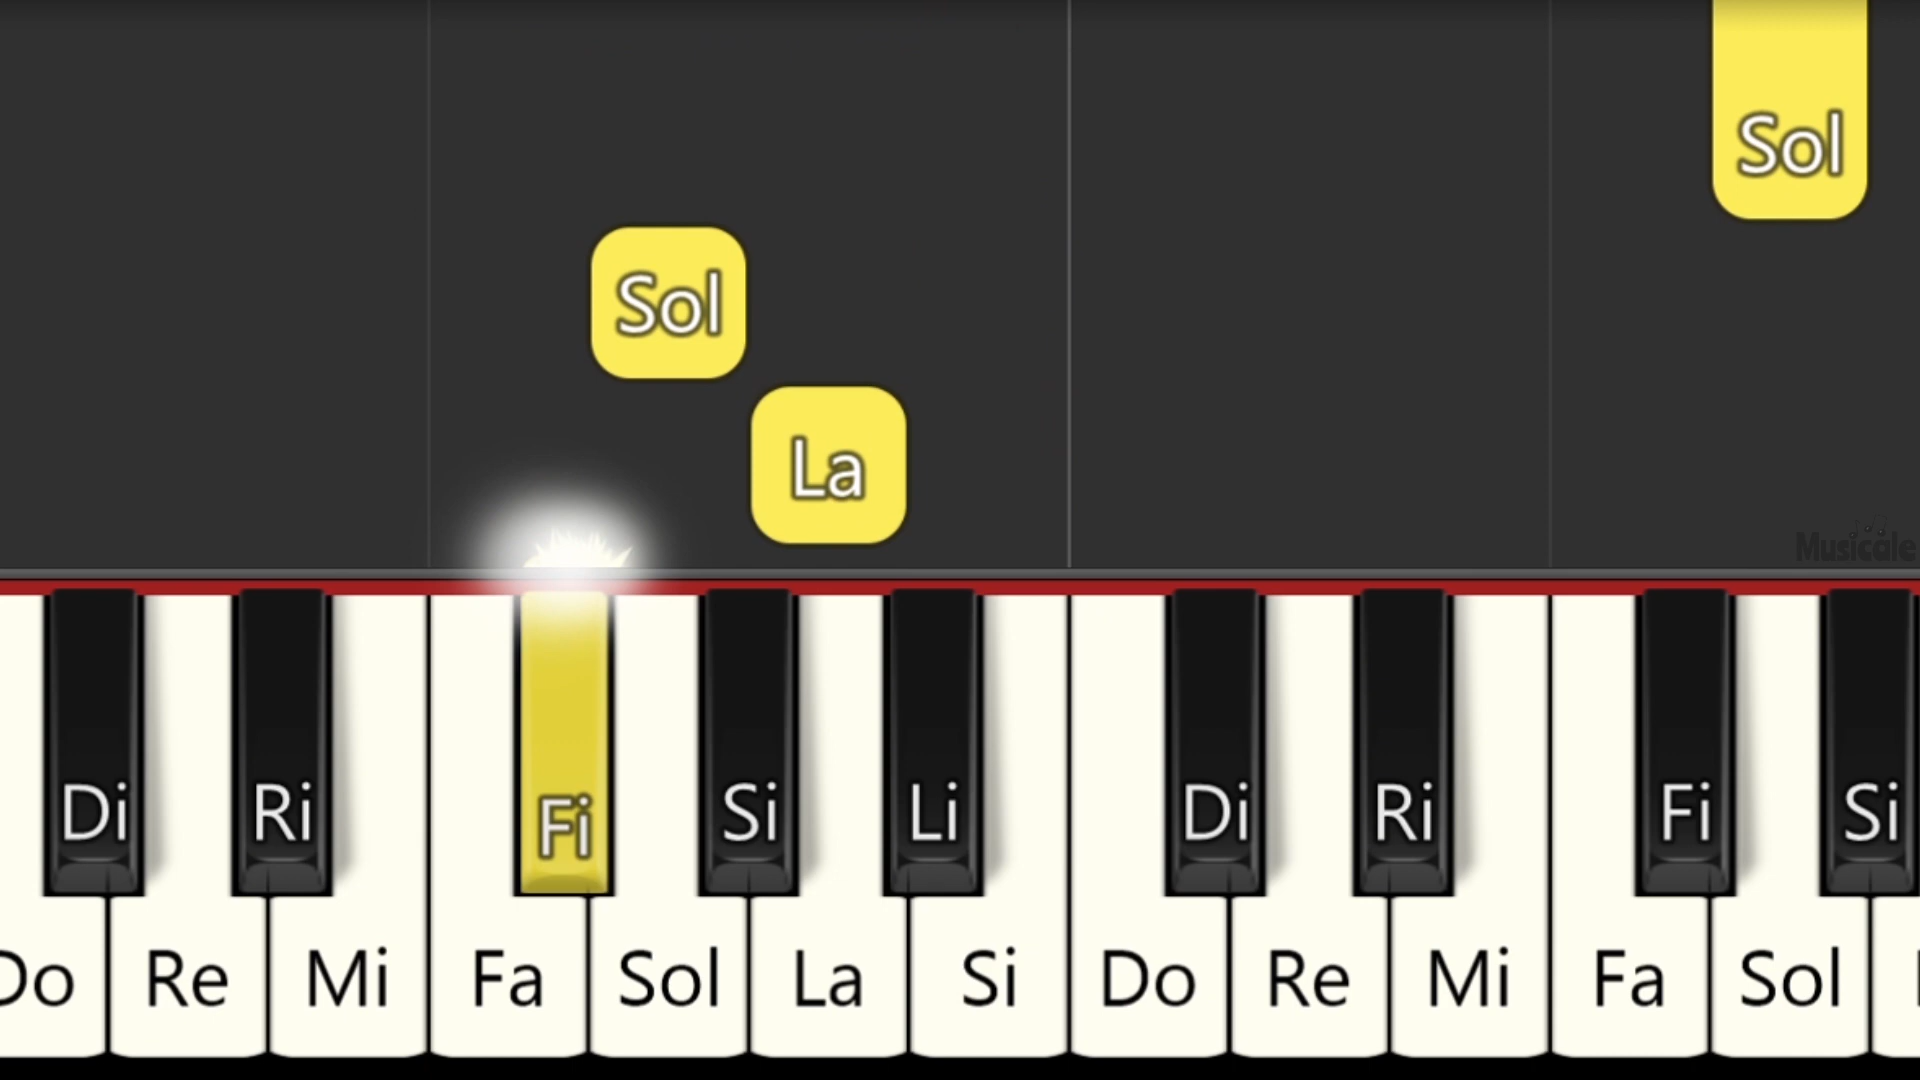 Sol
Sol
La
Musicale
Di Ri Fi Si Li Di Ri Fi Si
Do Re Mi Fa Sol La Si Do Re Mi Fa Sol